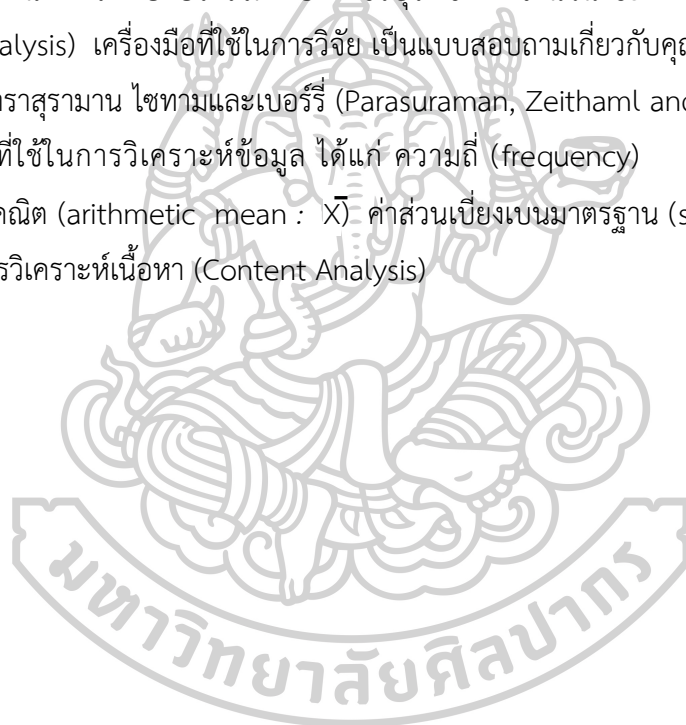 alysis) เครื่องมือที่ใช้ในการวิจัย เป็นแบบสอบถามเกี่ยวกับ
ราสุรามาน ไซทามและเบอร์รี่ (Parasuraman, Zeithaml and
ที่ใช้ในการวิเคราะห์ข้อมูล ได้แก่ ความถี่ (frequency)
คณิต (arithmetic mean : X̅) ค่าส่วนเบี่ยงเบนมาตรฐาน (s
รวิเคราะห์เนื้อหา (Content Analysis)
มหาวิทยาลัยศิลปากร